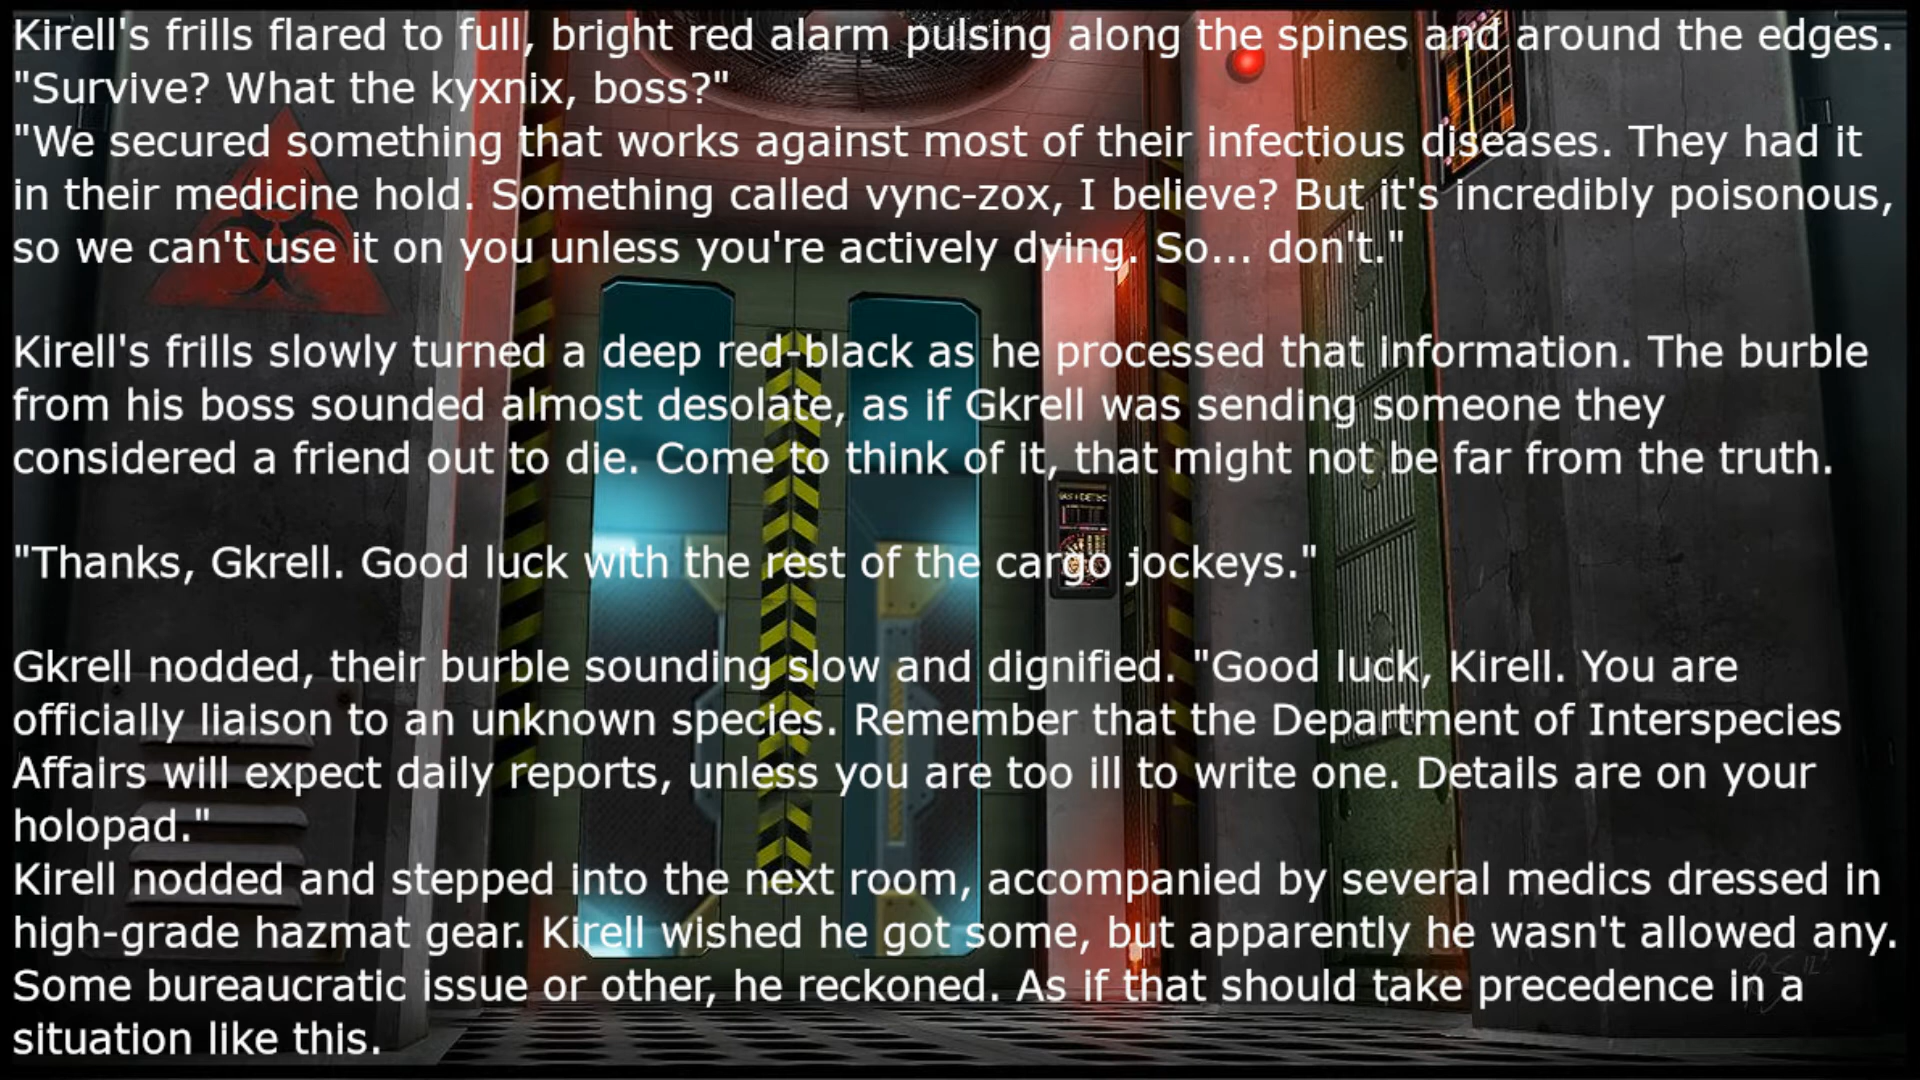 Kirell's frills flared to full, bright red alarm pulsing along the spines and around the edges.
"Survive? What the kyxnix, boss?"
"We secured something that works against most of their infectious diseases. They had it
in their medicine hold. Something called vync-zox, I believe? But it's incredibly poisonous,
so we can't use it on you unless you're actively dying. So... don't."
Kirell's frills slowly turned a deep red-black as he processed that information. The burble
from his boss sounded almost desolate, as if Gkrell was sending someone they
considered a friend out to die. Come to think of it, that might not be far from the truth.
"Thanks, Gkrell. Good luck with the rest of the cargo jockeys."
Gkrell nodded, their burble sounding slow and dignified. "Good luck, Kirell. You are
officially liaison to an unknown species. Remember that the Department of Interspecies
Affairs will expect daily reports, unless you are too ill to write one. Details are on your
holopad."
Kirell nodded and stepped into the next room, accompanied by several medics dressed in
high-grade hazmat gear. Kirell wished he got some, but apparently he wasn't allowed any.
Some bureaucratic issue or other, he reckoned. As if that should take precedence in a
situation like this.